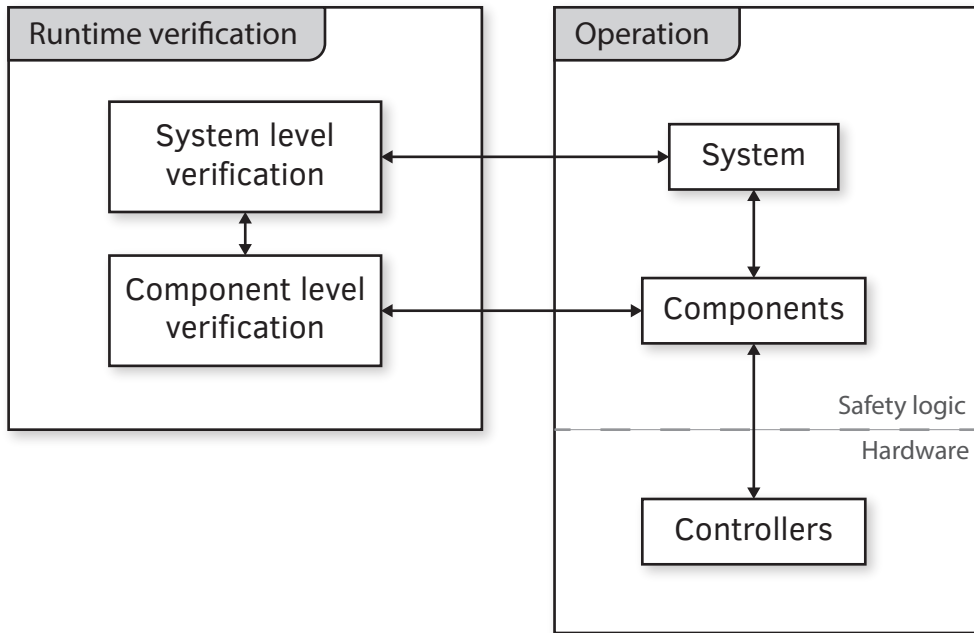 Runtime verification
System level
verification
Component level
verification
Operation
System
Components
Safety logic
Hardware
Controllers